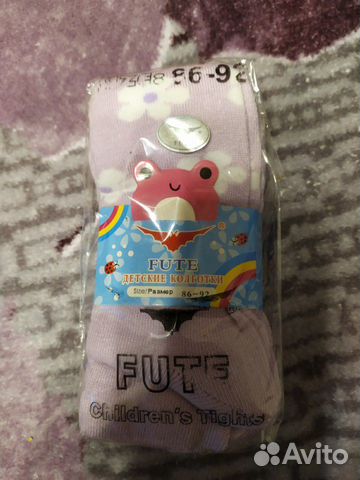 86-92
FUTE
®
ДЕТСКИЕ КОЛГОТКИ
Size/Размер 86-92
FUTE
Children's Tights
Avito